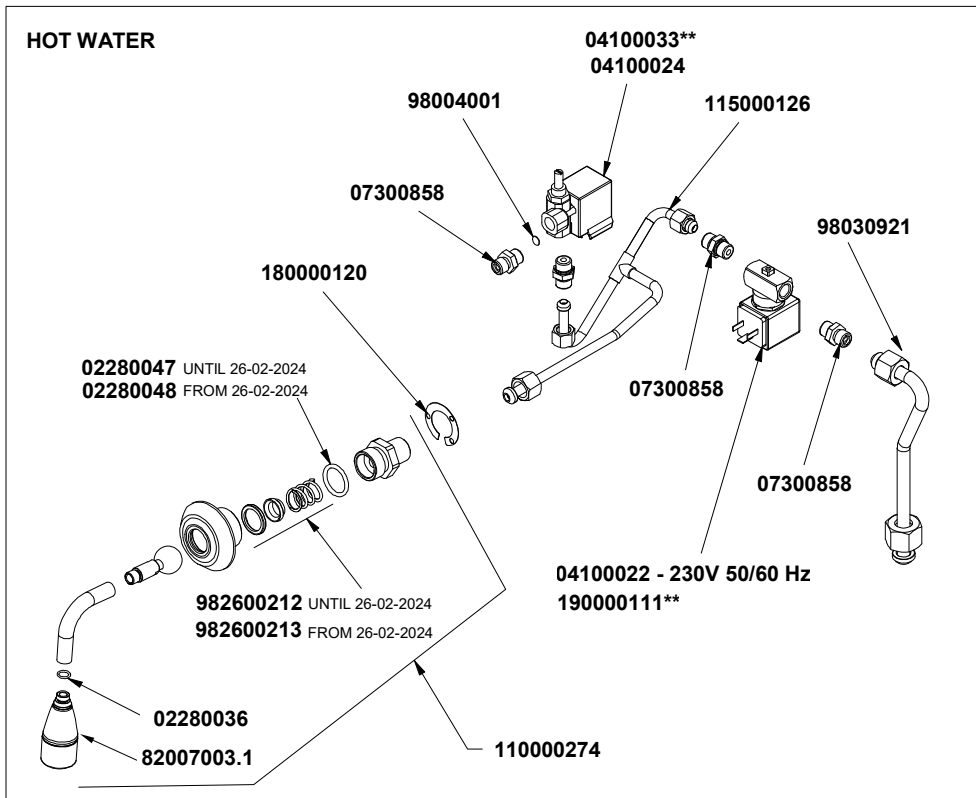 HOT WATER
04100033**
04100024
98004001
115000126
07300858
98030921
180000120
02280047 UNTIL 26-02-2024
02280048 FROM 26-02-2024
07300858
07300858
04100022 - 230V 50/60 Hz
190000111**
982600212 UNTIL 26-02-2024
982600213 FROM 26-02-2024
02280036
82007003.1
110000274